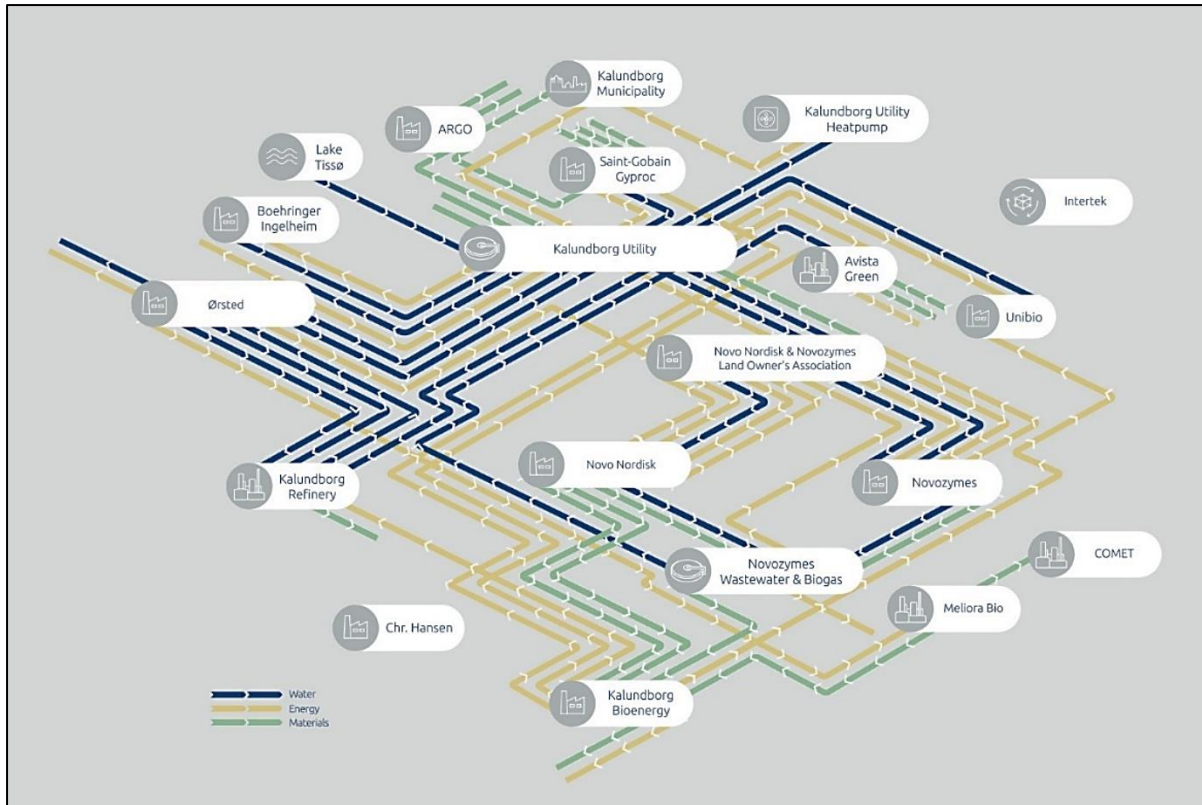 Kalundborg
Municipality
ARGO
Kalundborg Utility
Heatpump
Lake
Tissø
Saint-Gobain
Gyproc
Intertek
Boehringer
Ingelheim
Kalundborg Utility
Avista
Green
Ørsted
Unibio
Novo Nordisk & Novozymes
Land Owner's Association
Novo Nordisk
Kalundborg
Refinery
Novozymes
COMET
Novozymes
Wastewater & Biogas
Meliora Bio
Chr. Hansen
Kalundborg
Bioenergy
Water
Energy
Materials